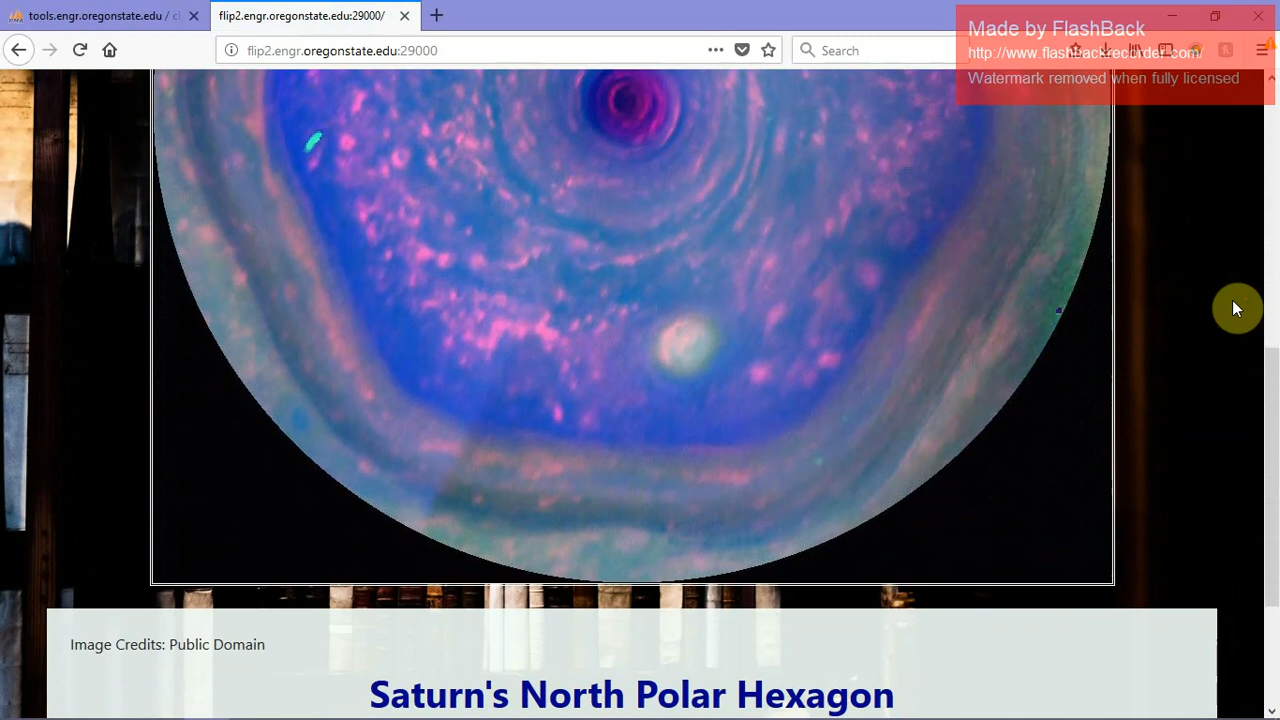 tools.engr.oregonstate.edu / cl
flip2.engr.oregonstate.edu:29000/
flip2.engr.oregonstate.edu:29000
Search
Made by FlashBack
http://www.flashbackrecorder.com/
Watermark removed when fully licensed
Image Credits: Public Domain
Saturn's North Polar Hexagon